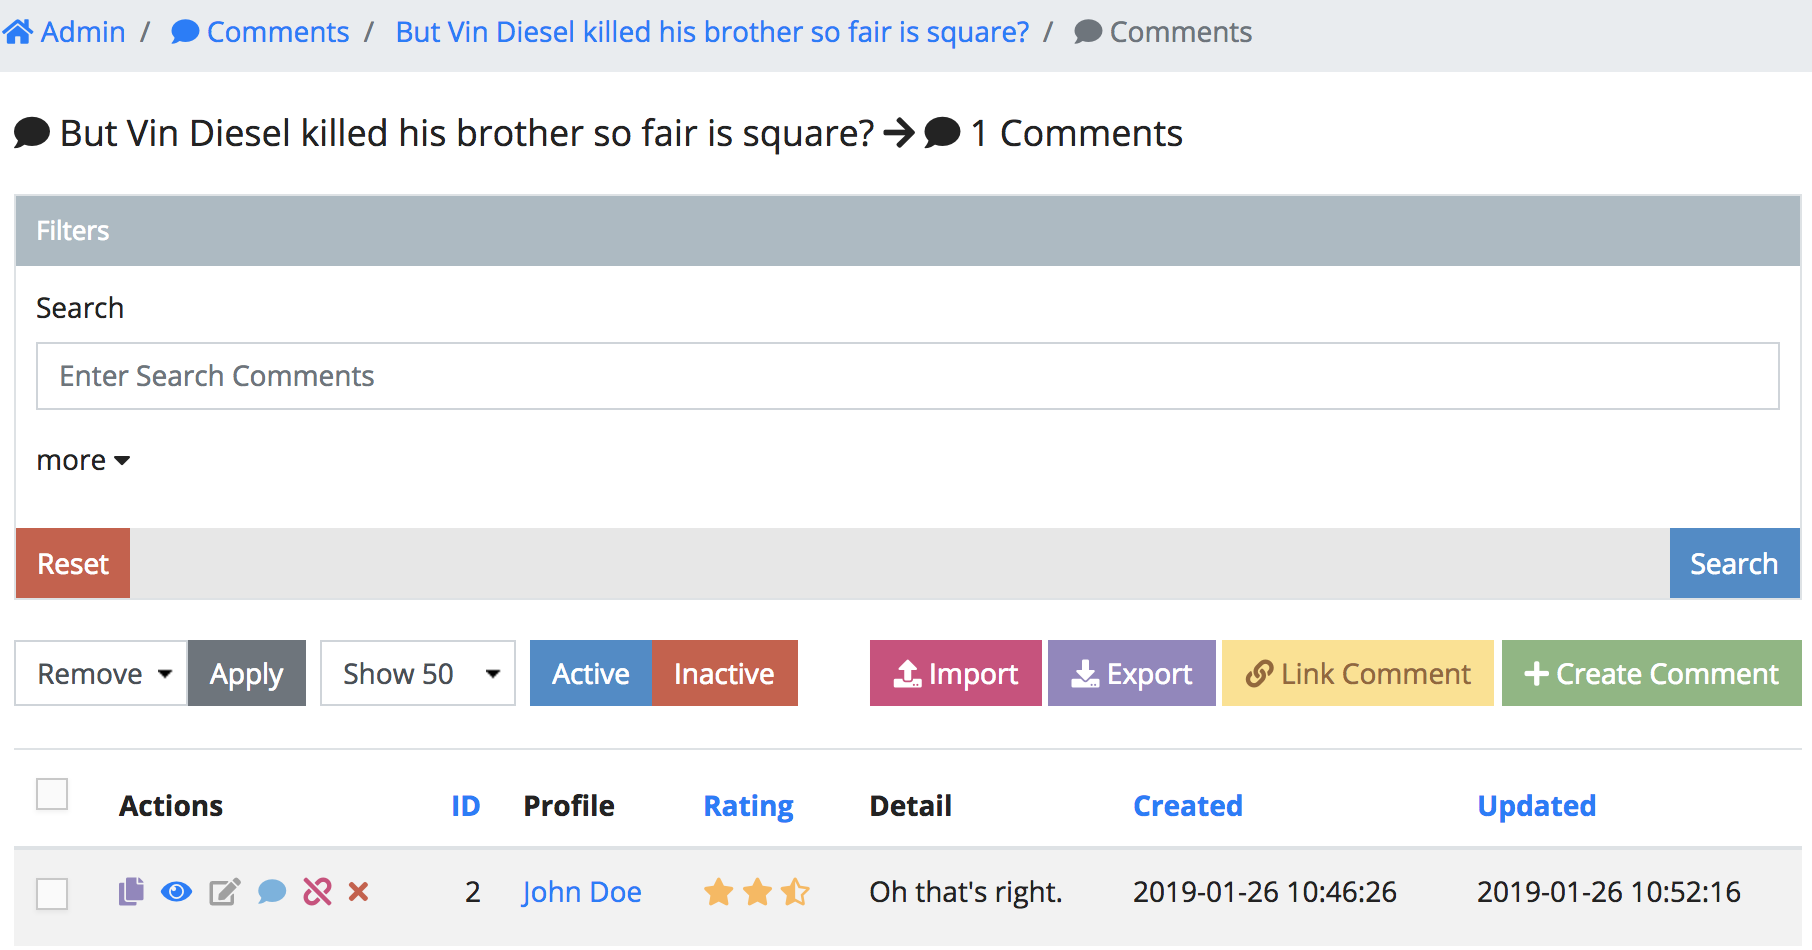 Admin / Comments / But Vin Diesel killed his brother so fair is square? / Comments
But Vin Diesel killed his brother so fair is square? 1 Comments
Filters
Search
Enter Search Comments
more
Reset Search
Remove Apply Show 50 Active Inactive Import Export Link Comment Create Comment
Actions ID Profile Rating Detail Created Updated
2 John Doe Oh that's right. 2019-01-26 10:46:26 2019-01-26 10:52:16